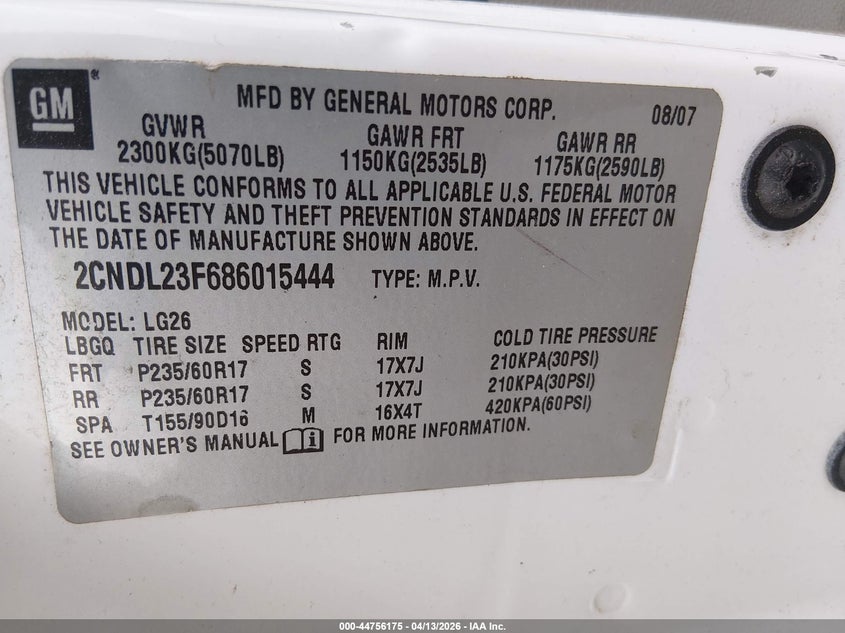 GM®
MFD BY GENERAL MOTORS CORP. 08/07
GVWR GAWR FRT GAWR RR
2300KG(5070LB) 1150KG(2535LB) 1175KG(2590LB)
THIS VEHICLE CONFORMS TO ALL APPLICABLE U.S. FEDERAL MOTOR
VEHICLE SAFETY AND THEFT PREVENTION STANDARDS IN EFFECT ON
THE DATE OF MANUFACTURE SHOWN ABOVE.
2CNDL23F686015444 TYPE: M.P.V.
MODEL: LG26
LBGQ TIRE SIZE SPEED RTG RIM COLD TIRE PRESSURE
FRT P235/60R17 S 17X7J 210KPA(30PSI)
RR P235/60R17 S 17X7J 210KPA(30PSI)
SPA T155/90D16 M 16X4T 420KPA(60PSI)
SEE OWNER'S MANUAL i FOR MORE INFORMATION.
000-44756175 - 04/13/2026 - IAA Inc.